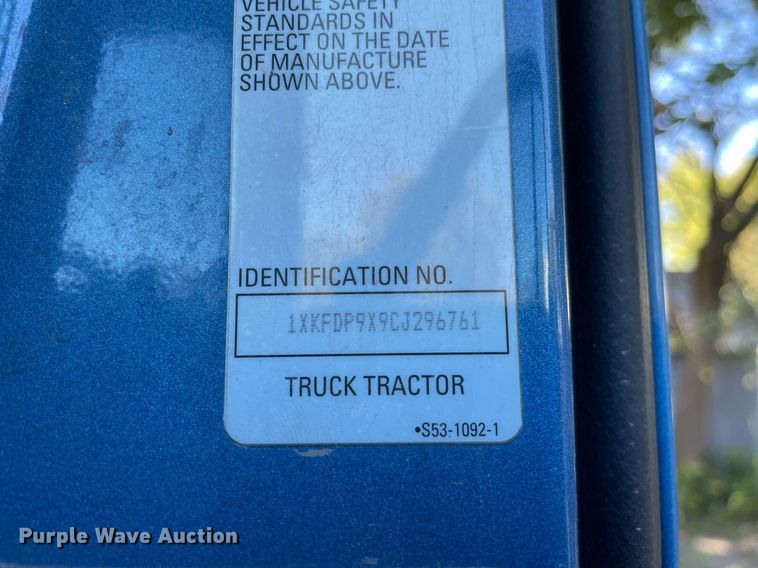 VEHICLE SAFETY
STANDARDS IN
EFFECT ON THE DATE
OF MANUFACTURE
SHOWN ABOVE.
IDENTIFICATION NO.
1XKFDP9X9CJ296761
TRUCK TRACTOR
•S53-1092-1
Purple Wave Auction